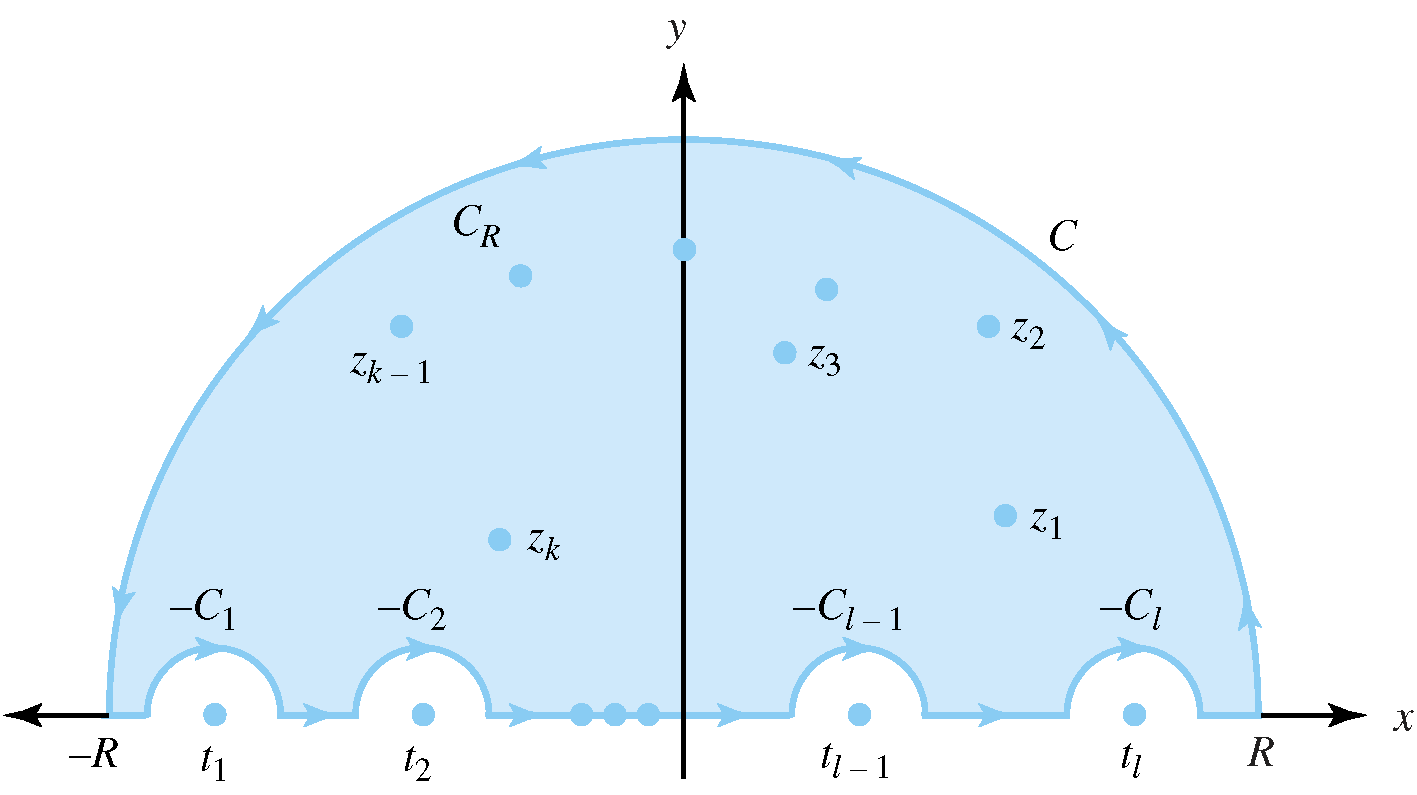 y
C_R
C
z_2
z_{k – 1}
z_3
z_k
z_1
–C_1
–C_2
–C_{l – 1}
–C_l
x
–R
t_1
t_2
t_{l – 1}
t_l
R